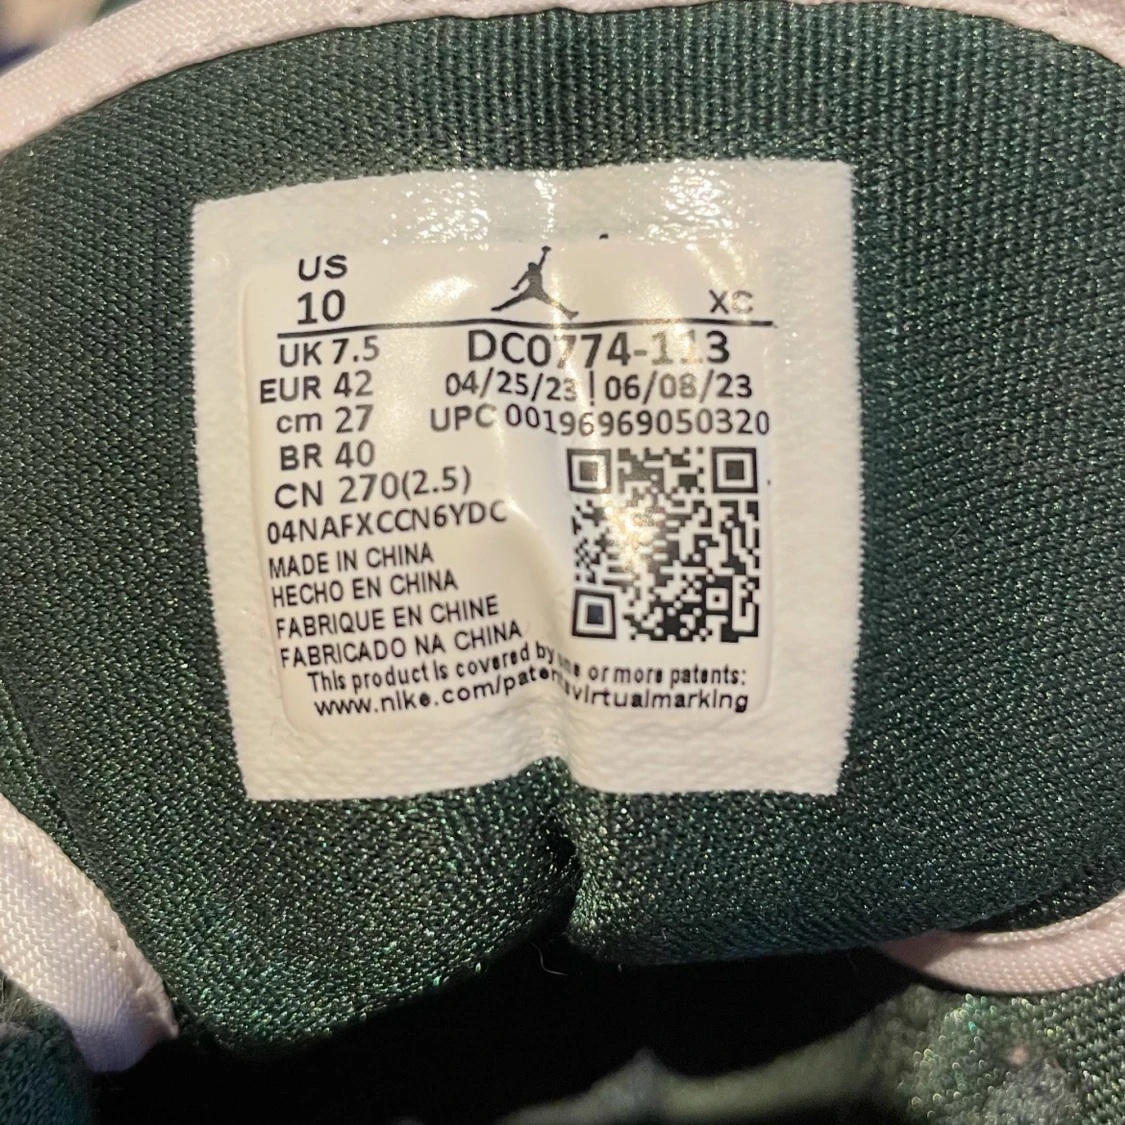 US
10
XC
UK 7.5
DC0774-113
EUR 42
04/25/23 | 06/08/23
cm 27
UPC 00196969050320
BR 40
CN 270(2.5)
04NAFXCCN6YDC
MADE IN CHINA
HECHO EN CHINA
FABRIQUE EN CHINE
FABRICADO NA CHINA
This product is covered by one or more patents:
www.nike.com/patentsvirtualmarking